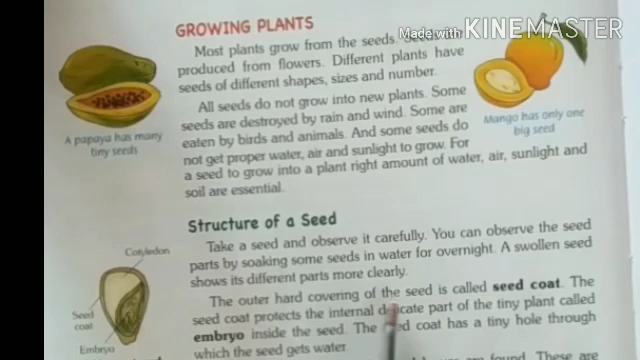 Made with KINEMASTER
GROWING PLANTS
Most plants grow from the seeds.
produced from flowers. Different plants have
seeds of different shapes, sizes and number.
All seeds do not grow into new plants. Some
seeds are destroyed by rain and wind. Some are
eaten by birds and animals. And some seeds do
not get proper water, air and sunlight to grow. For
a seed to grow into a plant right amount of water, air, sunlight and
soil are essential.
A papaya has many
tiny seeds
Mango has only one
big seed
Structure of a Seed
Take a seed and observe it carefully. You can observe the seed
parts by soaking some seeds in water for overnight. A swollen seed
shows its different parts more clearly.
The outer hard covering of the seed is called seed coat. The
seed coat protects the internal delicate part of the tiny plant called
embryo inside the seed. The seed coat has a tiny hole through
which the seed gets water.
Cotyledon
Seed
coat
Embryo
are found. These are